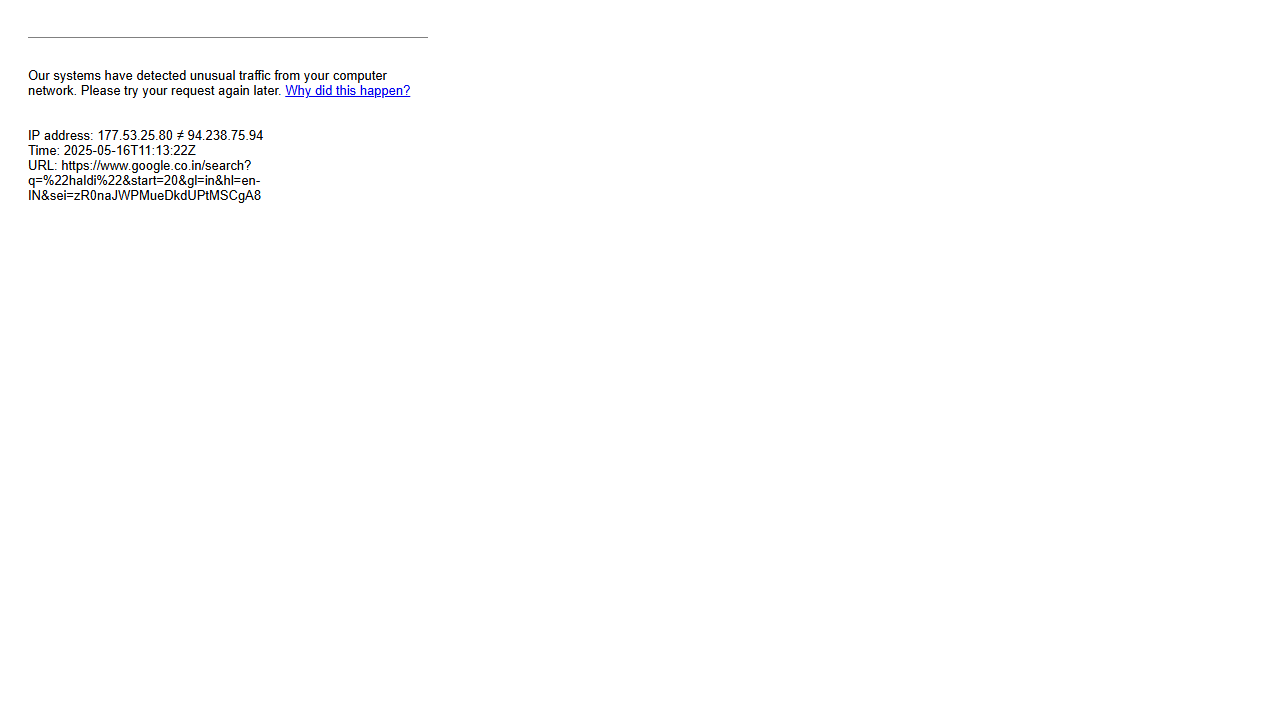 Our systems have detected unusual traffic from your computer
network. Please try your request again later. Why did this happen?
IP address: 177.53.25.80 ≠ 94.238.75.94
Time: 2025-05-16T11:13:22Z
URL: https://www.google.co.in/search?
q=%22haldi%22&start=20&gl=in&hl=en-
IN&sei=zR0naJWPMueDkdUPtMSCgA8